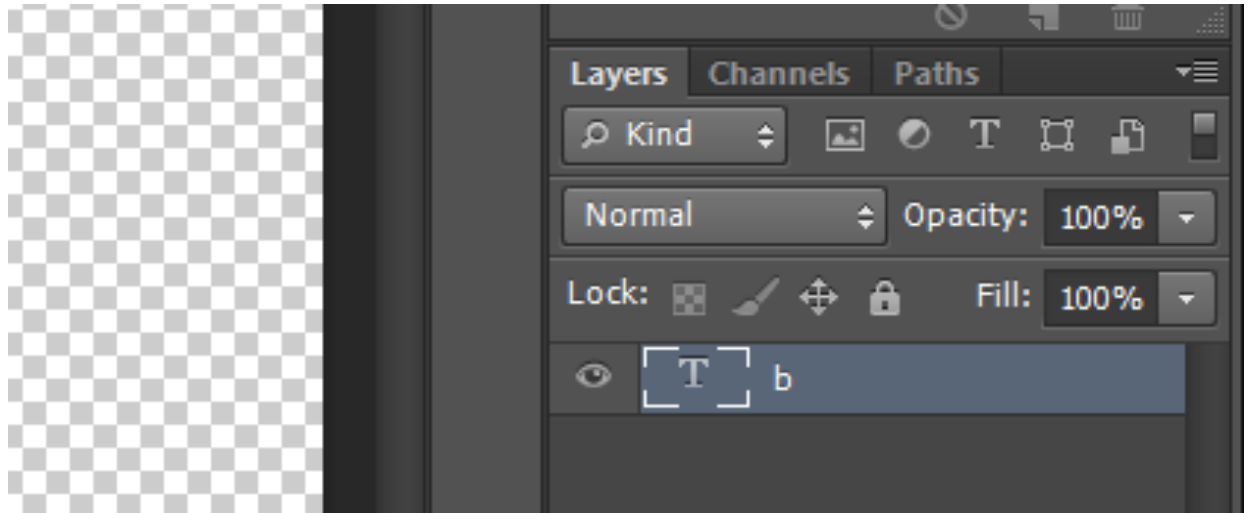 Layers Channels Paths
Kind T
Normal Opacity: 100%
Lock: Fill: 100%
T b